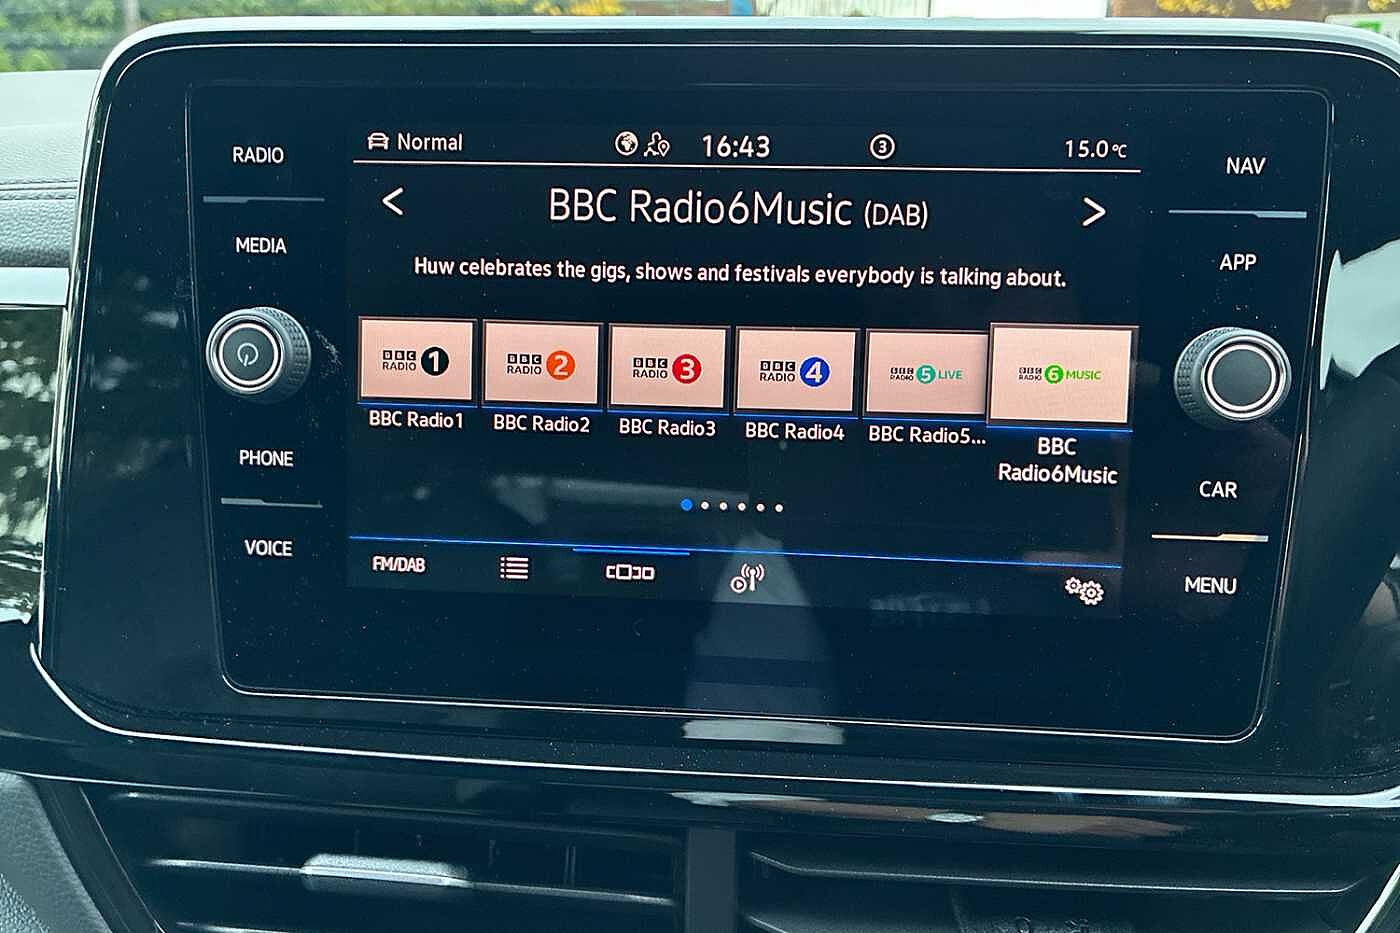 RADIO
MEDIA
PHONE
VOICE
Normal
16:43
3
15.0°C
< BBC Radio6Music (DAB) >
Huw celebrates the gigs, shows and festivals everybody is talking about.
BBC RADIO 1
BBC RADIO 2
BBC RADIO 3
BBC RADIO 4
BBC RADIO 5 LIVE
BBC RADIO 6 MUSIC
BBC Radio1
BBC Radio2
BBC Radio3
BBC Radio4
BBC Radio5...
BBC
Radio6Music
FM/DAB
NAV
APP
CAR
MENU